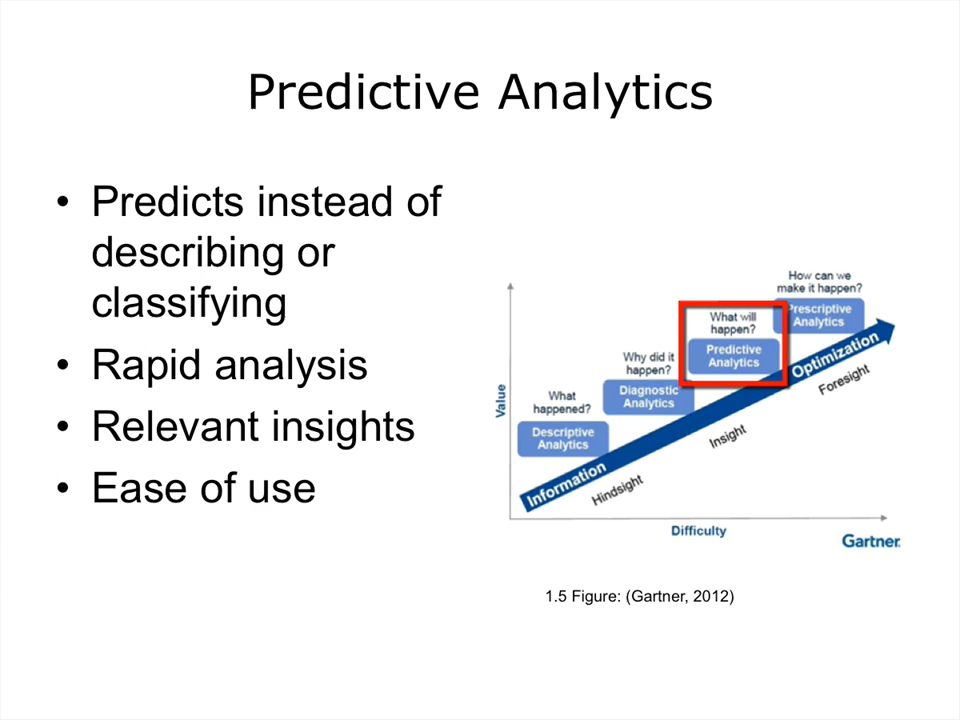 Predictive Analytics
• Predicts instead of
describing or
classifying
• Rapid analysis
• Relevant insights
• Ease of use
How can we
make it happen?
Prescriptive
Analytics
What will
happen?
Predictive
Analytics
Why did it
happen?
Diagnostic
Analytics
What
happened?
Descriptive
Analytics
Value
Information
Optimization
Hindsight
Insight
Foresight
Difficulty
Gartner
1.5 Figure: (Gartner, 2012)